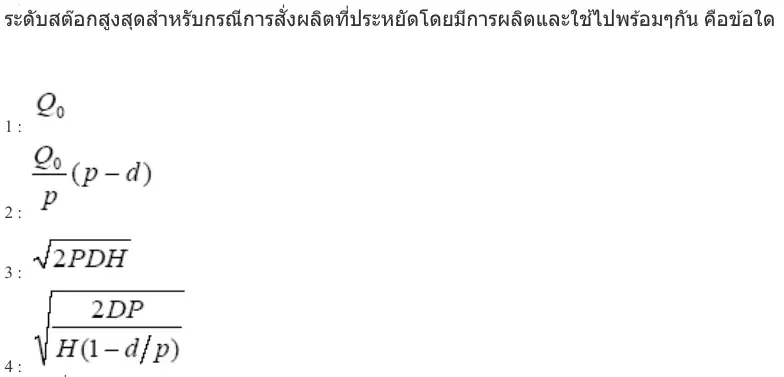 ระดับสต๊อกสูงสุดสำหรับกรณีการสั่งผลิตที่ประหยัดโดยมีการผลิตและใช้ไปพร้อมๆกัน คือข้อใด
1 : Q₀
2 : Q₀/p (p − d)
3 : √2PDH
4 : √(2DP / H(1 − d/p))